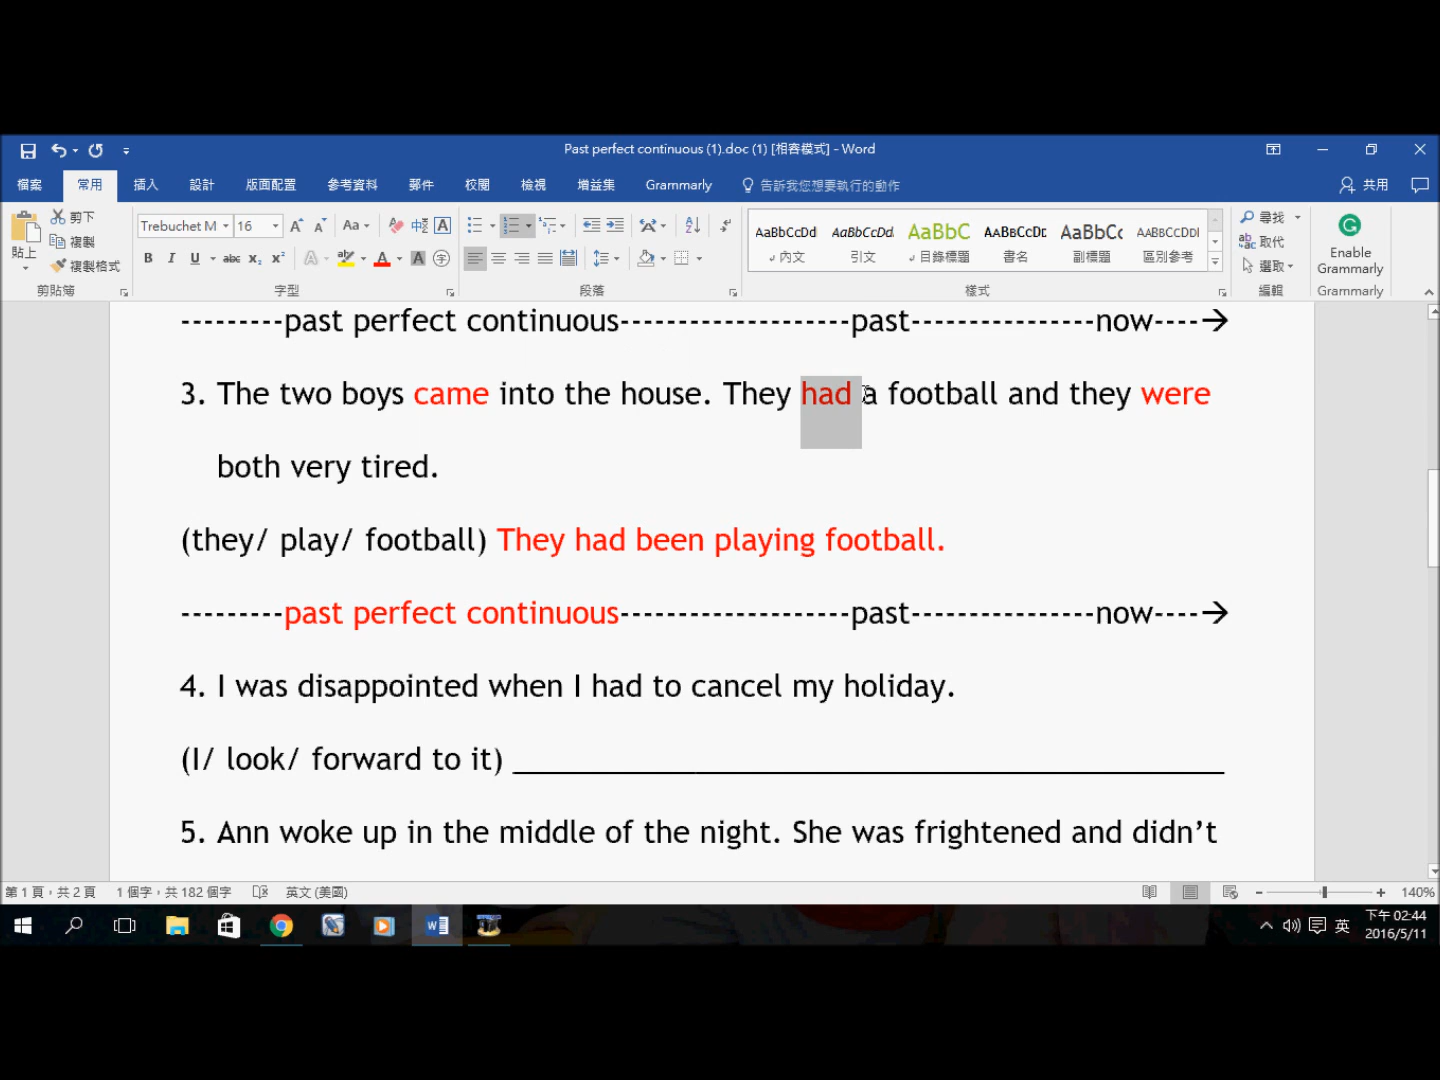 Past perfect continuous (1).doc (1) [相容模式] - Word
檔案 常用 插入 設計 版面配置 參考資料 郵件 校閱 檢視 增益集 Grammarly 告訴我您想要執行的動作 共用
貼上 剪下 複製 複製格式
Trebuchet M 16
AaBbCcDd AaBbCcDd AaBbC AaBbCcDc AaBbCc AABBCCDDI
內文 引文 目錄標題 書名 副標題 區別參考
尋找 取代 選取
Enable Grammarly
剪貼簿 字型 段落 樣式 編輯 Grammarly
---------past perfect continuous--------------------past----------------now----→
3. The two boys came into the house. They had a football and they were
both very tired.
(they/ play/ football) They had been playing football.
---------past perfect continuous--------------------past----------------now----→
4. I was disappointed when I had to cancel my holiday.
(I/ look/ forward to it) ____________________
5. Ann woke up in the middle of the night. She was frightened and didn’t
第 1 頁，共 2 頁 1 個字，共 182 個字 英文 (美國) 140%
英 下午 02:44
2016/5/11